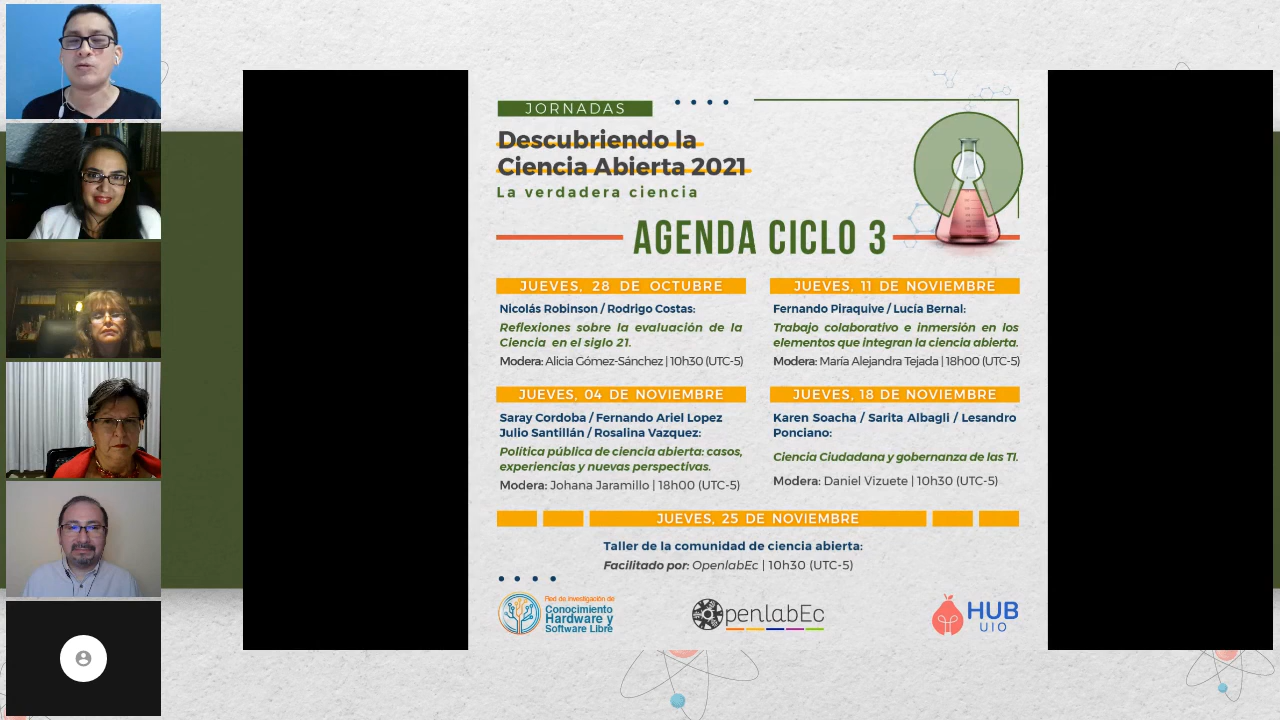 JORNADAS
Descubriendo la
Ciencia Abierta 2021
La verdadera ciencia
AGENDA CICLO 3
JUEVES, 28 DE OCTUBRE
Nicolás Robinson / Rodrigo Costas:
Reflexiones sobre la evaluación de la
Ciencia en el siglo 21.
Modera: Alicia Gómez-Sánchez | 10h30 (UTC-5)
JUEVES, 04 DE NOVIEMBRE
Saray Cordoba / Fernando Ariel Lopez
Julio Santillán / Rosalina Vazquez:
Política pública de ciencia abierta: casos,
experiencias y nuevas perspectivas.
Modera: Johana Jaramillo | 18h00 (UTC-5)
JUEVES, 11 DE NOVIEMBRE
Fernando Piraquive / Lucía Bernal:
Trabajo colaborativo e inmersión en los
elementos que integran la ciencia abierta.
Modera: María Alejandra Tejada | 18h00 (UTC-5)
JUEVES, 18 DE NOVIEMBRE
Karen Soacha / Sarita Albagli / Lesandro
Ponciano:
Ciencia Ciudadana y gobernanza de las TI.
Modera: Daniel Vizuete | 10h30 (UTC-5)
JUEVES, 25 DE NOVIEMBRE
Taller de la comunidad de ciencia abierta:
Facilitado por: OpenlabEc | 10h30 (UTC-5)
Red de investigación de
Conocimiento
Hardware y
Software Libre
OpenlabEc
HUB
UIO